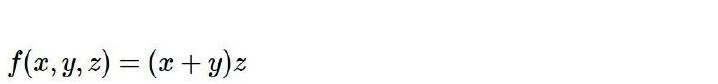 f(x, y, z) = (x + y)z